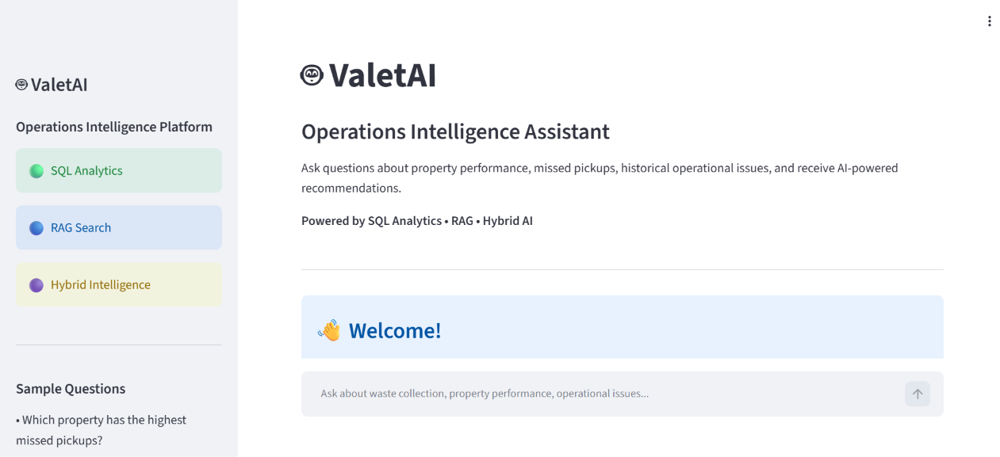 ValetAI
Operations Intelligence Platform
SQL Analytics
RAG Search
Hybrid Intelligence
Sample Questions
• Which property has the highest
missed pickups?
ValetAI
Operations Intelligence Assistant
Ask questions about property performance, missed pickups, historical operational issues, and receive AI-powered
recommendations.
Powered by SQL Analytics • RAG • Hybrid AI
Welcome!
Ask about waste collection, property performance, operational issues...